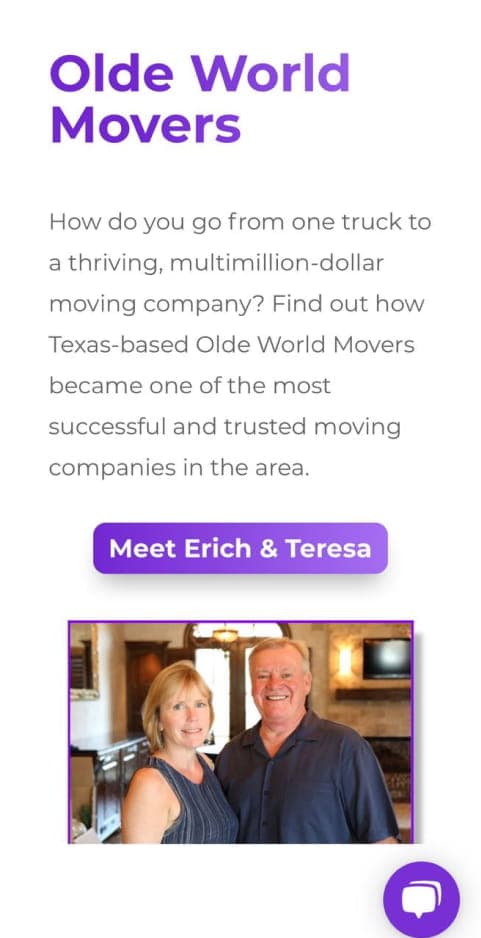 Olde World
Movers
How do you go from one truck to
a thriving, multimillion-dollar
moving company? Find out how
Texas-based Olde World Movers
became one of the most
successful and trusted moving
companies in the area.
Meet Erich & Teresa